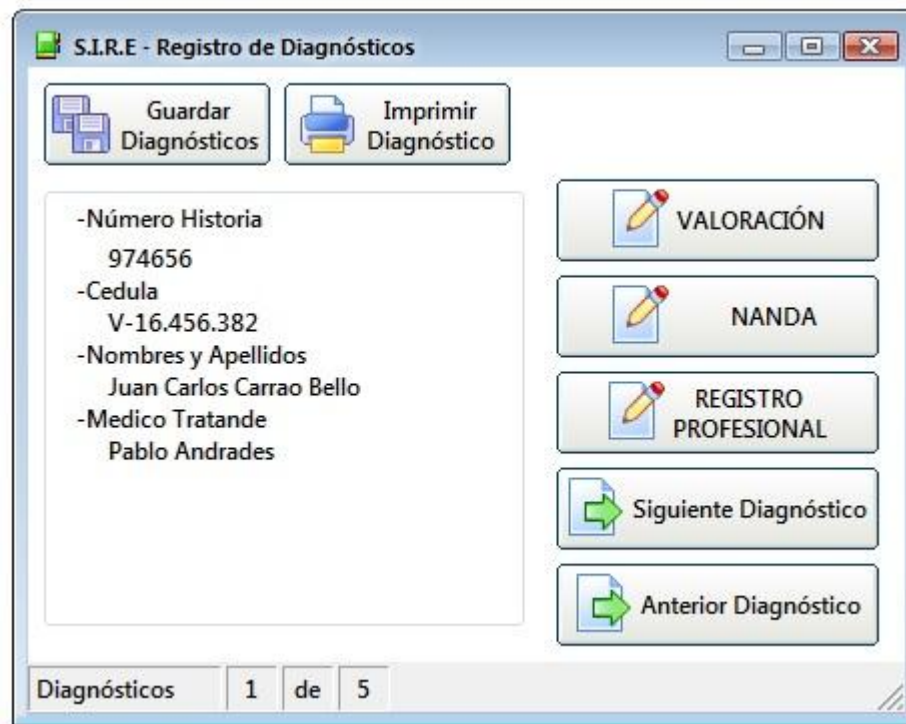 S.I.R.E - Registro de Diagnósticos
Guardar
Diagnósticos
Imprimir
Diagnóstico
-Número Historia
974656
-Cedula
V-16.456.382
-Nombres y Apellidos
Juan Carlos Carrao Bello
-Medico Tratande
Pablo Andrades
VALORACIÓN
NANDA
REGISTRO
PROFESIONAL
Siguiente Diagnóstico
Anterior Diagnóstico
Diagnósticos 1 de 5